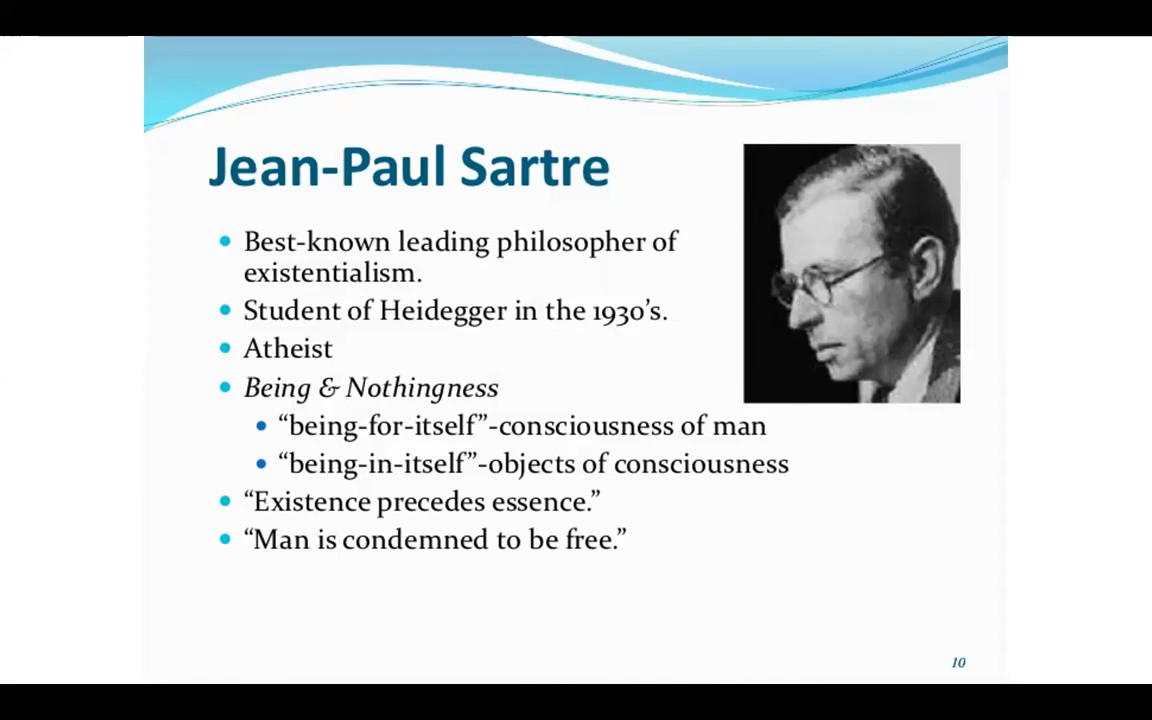 Jean-Paul Sartre
Best-known leading philosopher of
existentialism.
Student of Heidegger in the 1930’s.
Atheist
Being & Nothingness
“being-for-itself”-consciousness of man
“being-in-itself”-objects of consciousness
“Existence precedes essence.”
“Man is condemned to be free.”
10